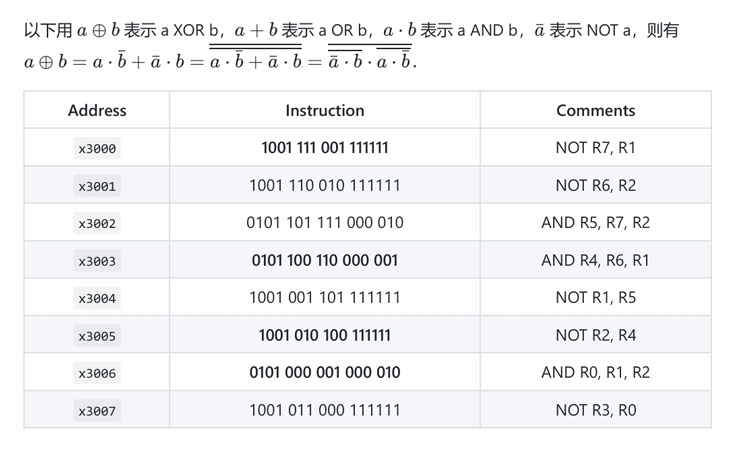 以下用 a ⊕ b 表示 a XOR b，a + b 表示 a OR b，a · b 表示 a AND b，ā 表示 NOT a，则有
$a \oplus b = a \cdot \bar{b} + \bar{a} \cdot b = \overline{\overline{a \cdot \bar{b} + \bar{a} \cdot b}} = \overline{\overline{\bar{a} \cdot b} \cdot \overline{a \cdot \bar{b}}}.$
Address Instruction Comments
x3000 1001 111 001 111111 NOT R7, R1
x3001 1001 110 010 111111 NOT R6, R2
x3002 0101 101 111 000 010 AND R5, R7, R2
x3003 0101 100 110 000 001 AND R4, R6, R1
x3004 1001 001 101 111111 NOT R1, R5
x3005 1001 010 100 111111 NOT R2, R4
x3006 0101 000 001 000 010 AND R0, R1, R2
x3007 1001 011 000 111111 NOT R3, R0